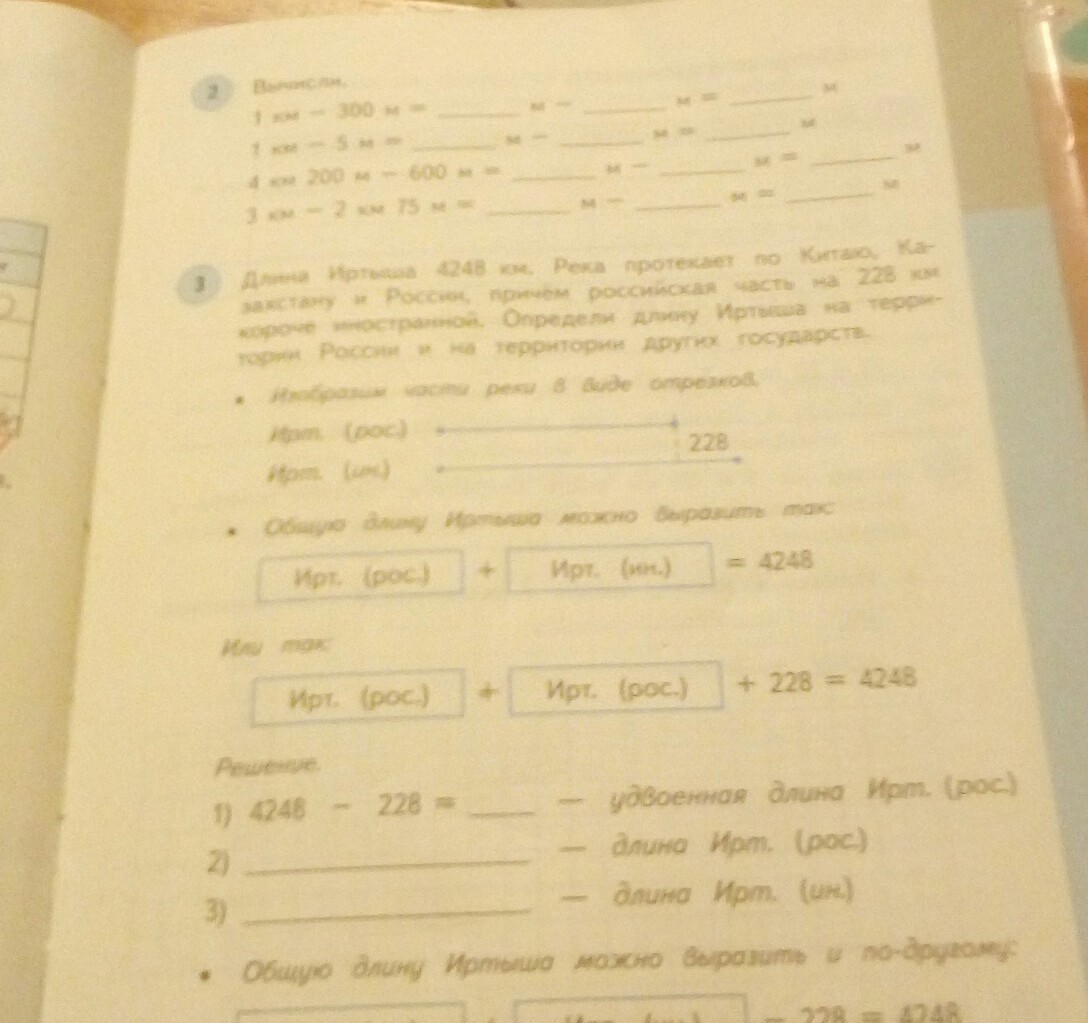 2 Вычисли.
1 км − 300 м = ______ м − ______ м = ______ м
1 км − 5 м = ______ м − ______ м = ______ м
4 км 200 м − 600 м = ______ м − ______ м = ______ м
3 км − 2 км 75 м = ______ м − ______ м = ______ м
3 Длина Иртыша 4248 км. Река протекает по Китаю, Ка-
захстану и России, причём российская часть на 228 км
короче иностранной. Определи длину Иртыша на терри-
тории России и на территории других государств.
• Изобразим части реки в виде отрезков.
Ирт. (рос.)
228
Ирт. (ин.)
• Общую длину Иртыша можно выразить так:
Ирт. (рос.) + Ирт. (ин.) = 4248
Или так:
Ирт. (рос.) + Ирт. (рос.) + 228 = 4248
Решение.
1) 4248 − 228 = ____ — удвоенная длина Ирт. (рос.)
2) ______ — длина Ирт. (рос.)
3) ______ — длина Ирт. (ин.)
• Общую длину Иртыша можно выразить и по-другому:
Ирт. (ин.) − 228 = 4248